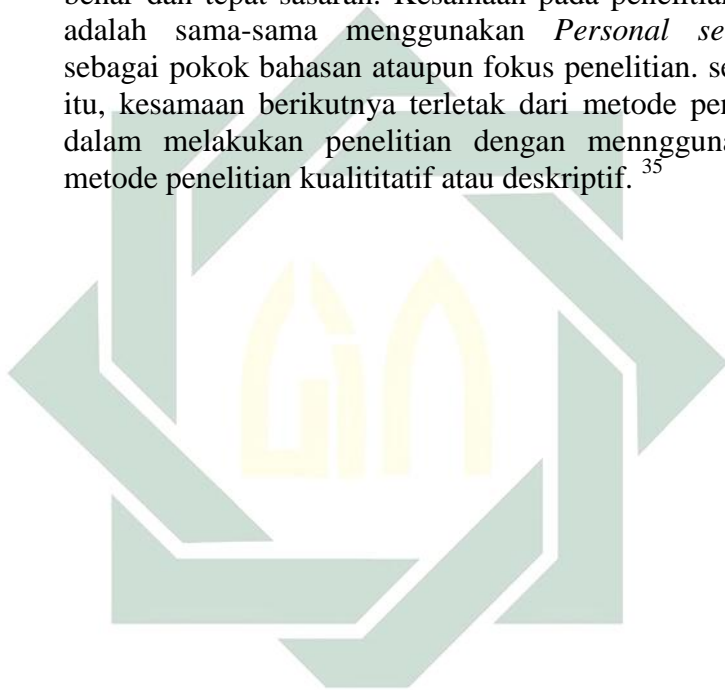 benar dan tepat sasaran. Kesamaan pada penelitian
adalah sama-sama menggunakan Personal se
sebagai pokok bahasan ataupun fokus penelitian. se
itu, kesamaan berikutnya terletak dari metode pen
dalam melakukan penelitian dengan mennggun
metode penelitian kualititatif atau deskriptif. 35